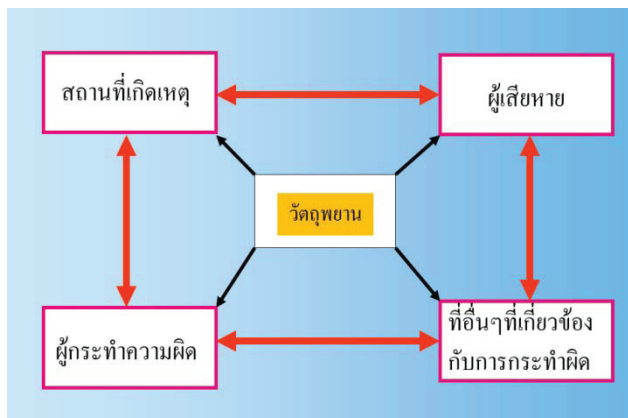 สถานที่เกิดเหตุ
ผู้เสียหาย
วัตถุพยาน
ผู้กระทำความผิด
ที่อื่นๆที่เกี่ยวข้อง
กับการกระทำผิด